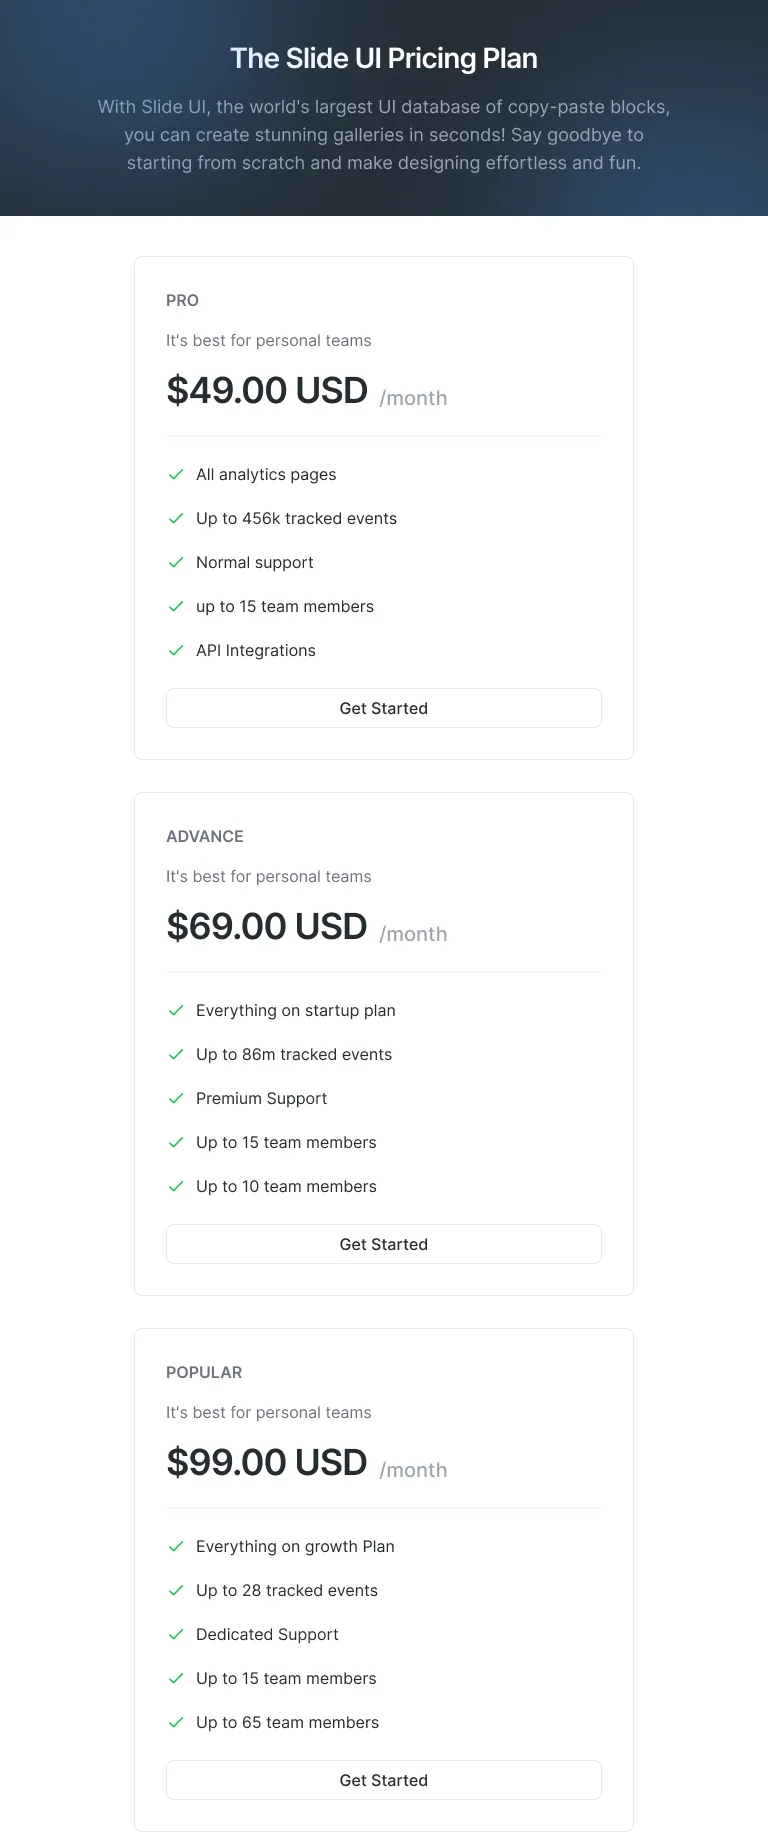 The Slide UI Pricing Plan
With Slide UI, the world's largest UI database of copy-paste blocks,
you can create stunning galleries in seconds! Say goodbye to
starting from scratch and make designing effortless and fun.
PRO
It's best for personal teams
$49.00 USD /month
All analytics pages
Up to 456k tracked events
Normal support
up to 15 team members
API Integrations
Get Started
ADVANCE
It's best for personal teams
$69.00 USD /month
Everything on startup plan
Up to 86m tracked events
Premium Support
Up to 15 team members
Up to 10 team members
Get Started
POPULAR
It's best for personal teams
$99.00 USD /month
Everything on growth Plan
Up to 28 tracked events
Dedicated Support
Up to 15 team members
Up to 65 team members
Get Started